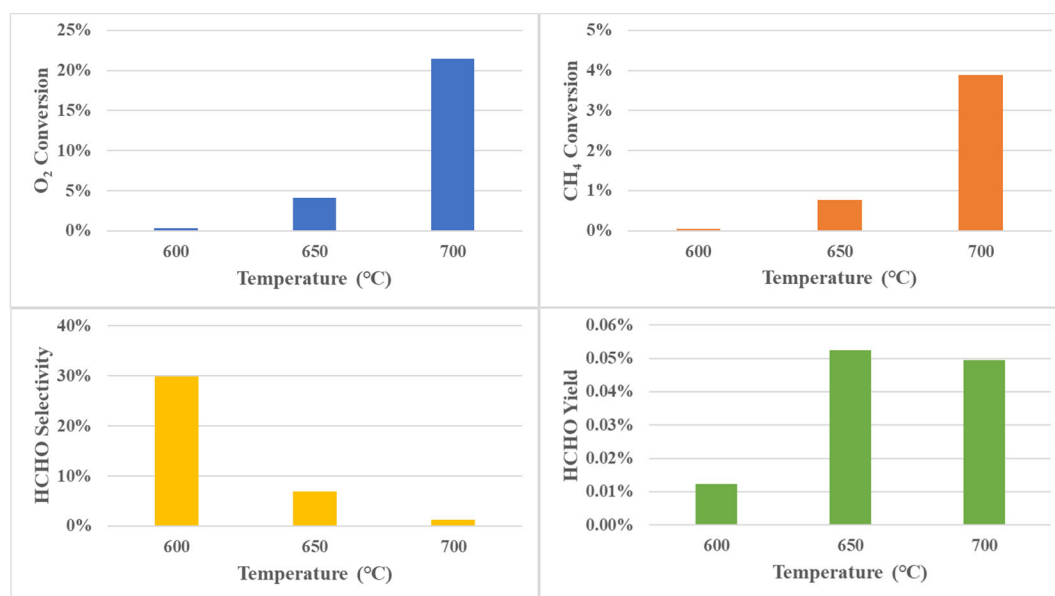 25%
20%
15%
10%
5%
0%
O₂ Conversion
600 650 700
Temperature (°C)
5%
4%
3%
2%
1%
0%
CH₄ Conversion
600 650 700
Temperature (°C)
40%
30%
20%
10%
0%
HCHO Selectivity
600 650 700
Temperature (°C)
0.06%
0.05%
0.04%
0.03%
0.02%
0.01%
0.00%
HCHO Yield
600 650 700
Temperature (°C)